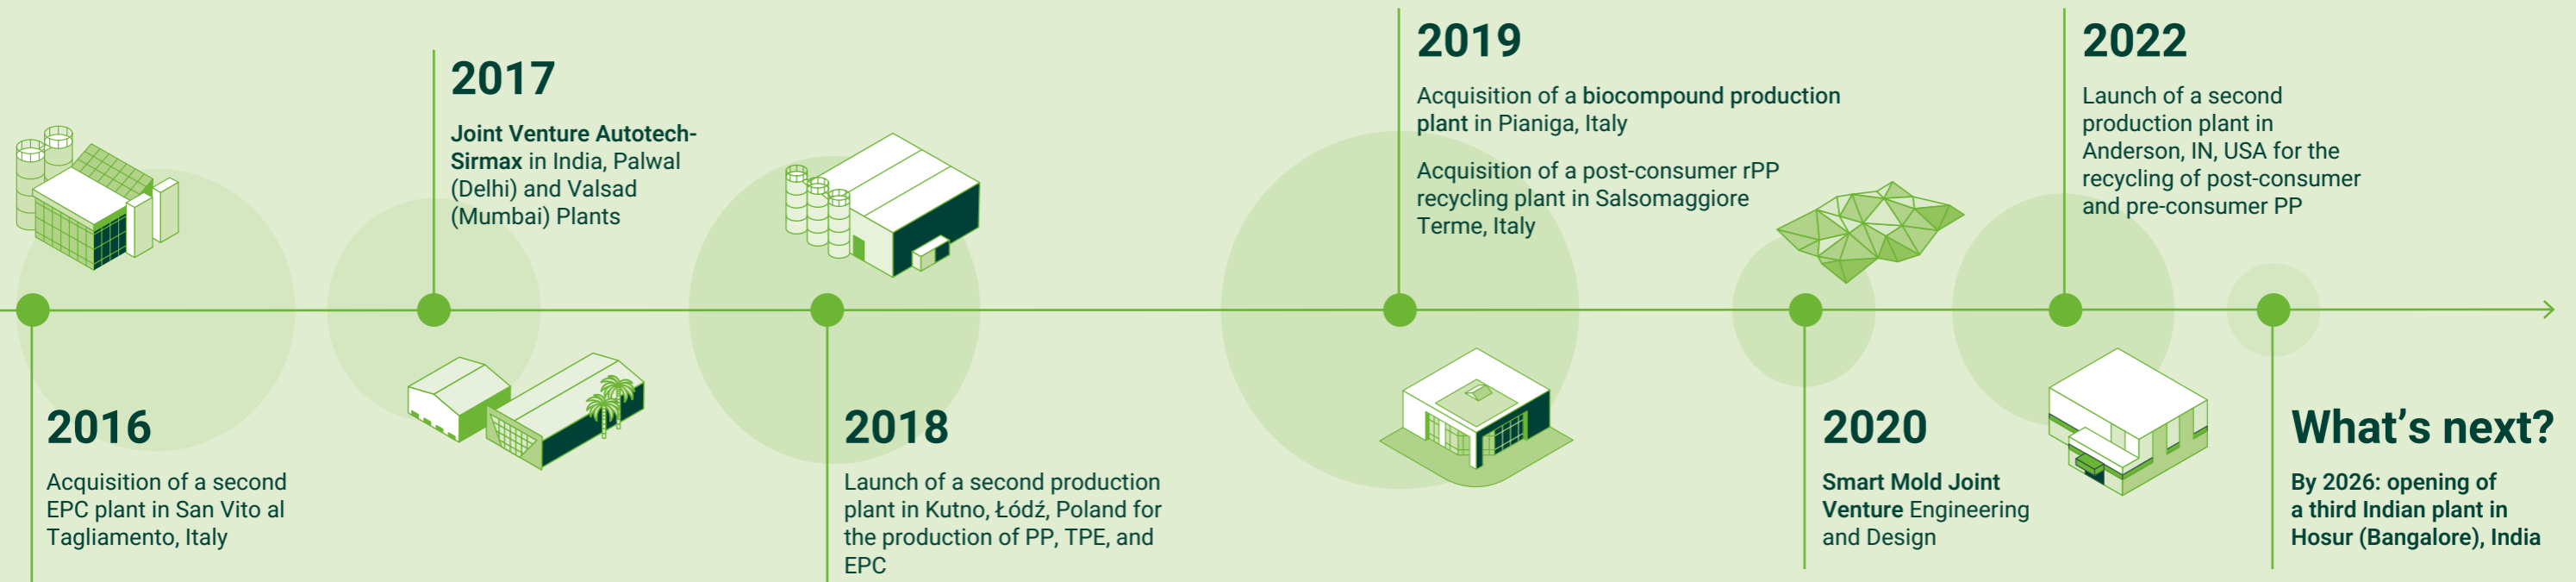 2016
Acquisition of a second
EPC plant in San Vito al
Tagliamento, Italy
2017
Joint Venture Autotech-
Sirmax in India, Palwal
(Delhi) and Valsad
(Mumbai) Plants
2018
Launch of a second production
plant in Kutno, Łódź, Poland for
the production of PP, TPE, and
EPC
2019
Acquisition of a biocompound production
plant in Pianiga, Italy
Acquisition of a post-consumer rPP
recycling plant in Salsomaggiore
Terme, Italy
2020
Smart Mold Joint
Venture Engineering
and Design
2022
Launch of a second
production plant in
Anderson, IN, USA for the
recycling of post-consumer
and pre-consumer PP
What’s next?
By 2026: opening of
a third Indian plant in
Hosur (Bangalore), India